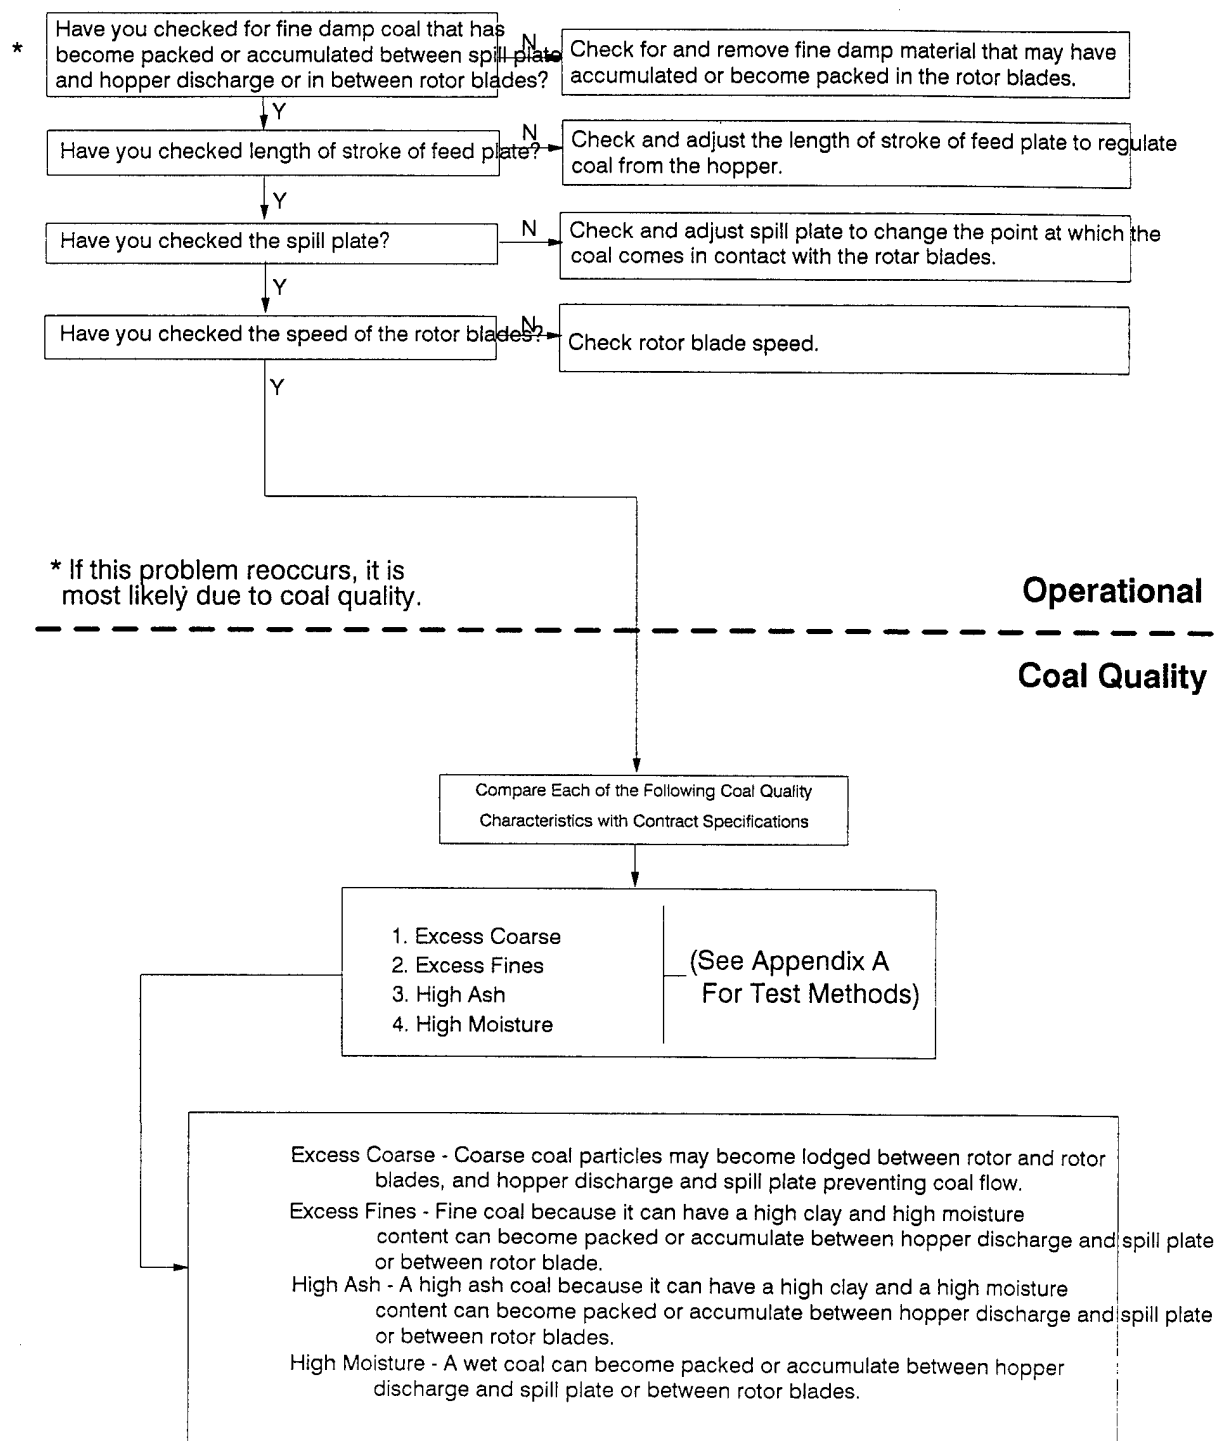 Have you checked for fine damp coal that has
* become packed or accumulated between spill plate
and hopper discharge or in between rotor blades?
N
Check for and remove fine damp material that may have
accumulated or become packed in the rotor blades.
Y
Have you checked length of stroke of feed plate?
N
Check and adjust the length of stroke of feed plate to regulate
coal from the hopper.
Y
Have you checked the spill plate?
N
Check and adjust spill plate to change the point at which the
coal comes in contact with the rotar blades.
Y
Have you checked the speed of the rotor blades?
N
Check rotor blade speed.
Y
* If this problem reoccurs, it is
most likely due to coal quality.
Operational
Coal Quality
Compare Each of the Following Coal Quality
Characteristics with Contract Specifications
1. Excess Coarse
2. Excess Fines
3. High Ash
4. High Moisture
(See Appendix A
For Test Methods)
Excess Coarse - Coarse coal particles may become lodged between rotor and rotor
blades, and hopper discharge and spill plate preventing coal flow.
Excess Fines - Fine coal because it can have a high clay and high moisture
content can become packed or accumulate between hopper discharge and spill plate
or between rotor blade.
High Ash - A high ash coal because it can have a high clay and a high moisture
content can become packed or accumulate between hopper discharge and spill plate
or between rotor blades.
High Moisture - A wet coal can become packed or accumulate between hopper
discharge and spill plate or between rotor blades.